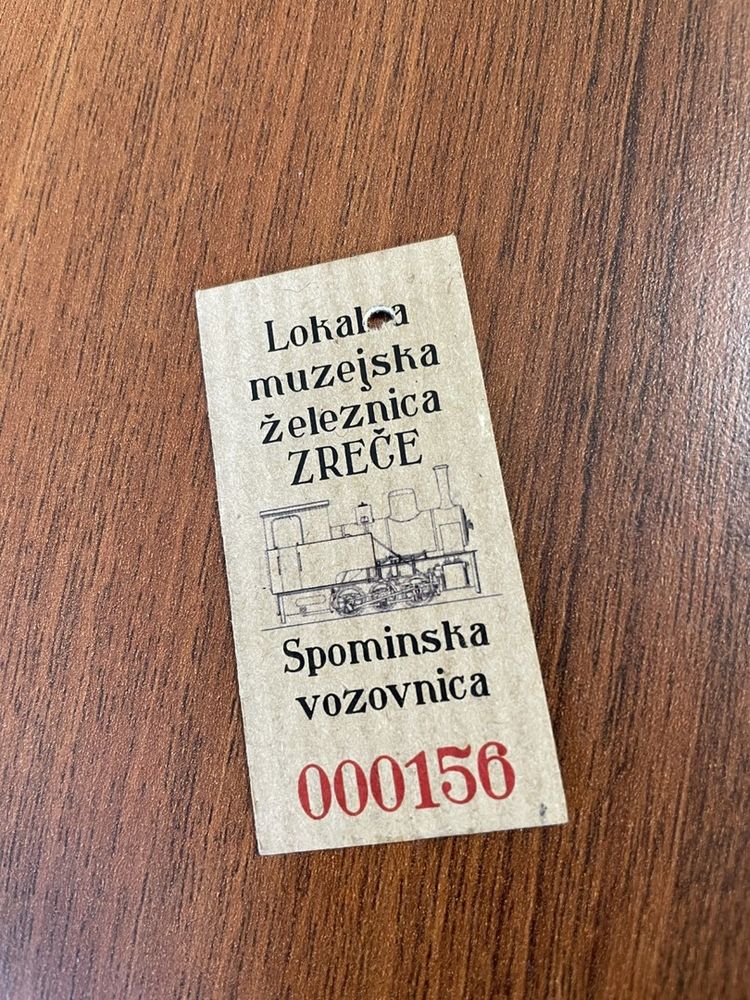 Lokalna
muzejska
železnica
ZREČE
Spominska
vozovnica
000156